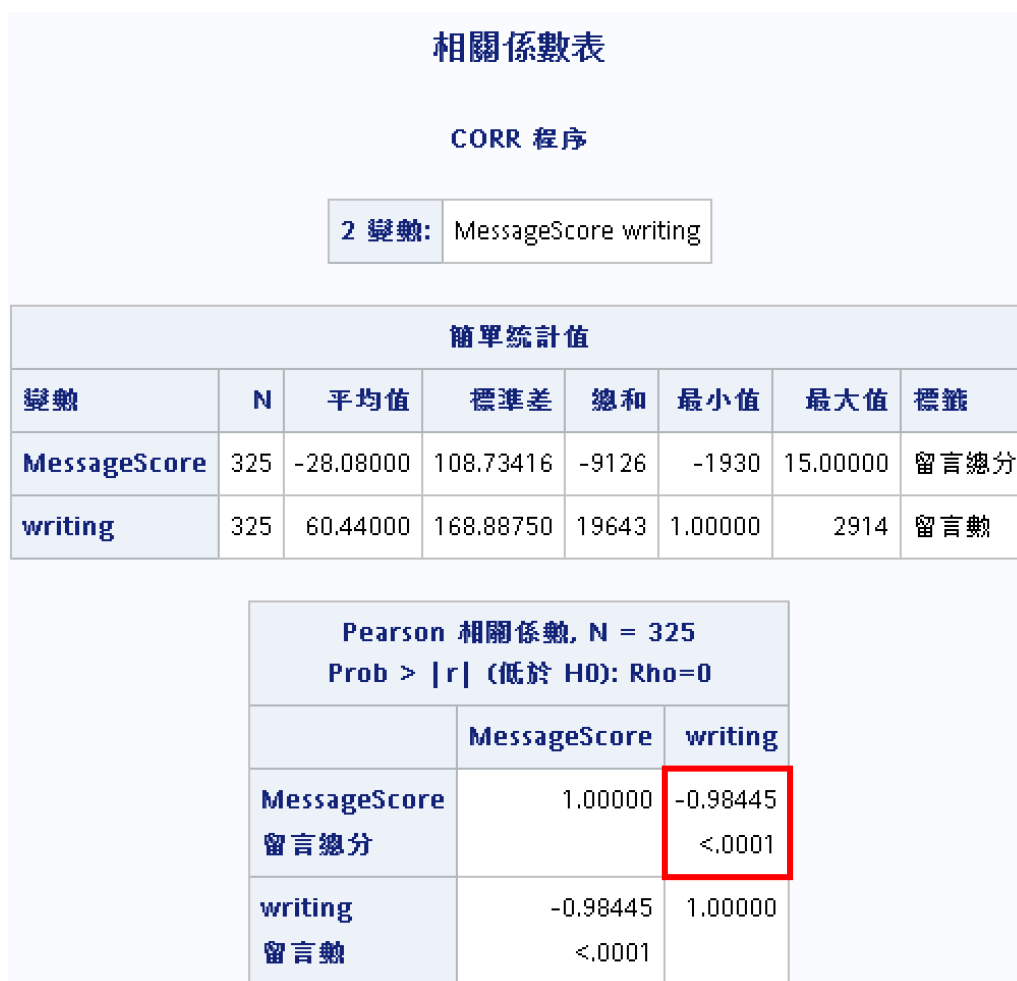 相關係數表
CORR 程序
2 變數: MessageScore writing
簡單統計值
變數 N 平均值 標準差 總和 最小值 最大值 標籤
MessageScore 325 -28.08000 108.73416 -9126 -1930 15.00000 留言總分
writing 325 60.44000 168.88750 19643 1.00000 2914 留言數
Pearson 相關係數, N = 325
Prob > |r| (低於 H0): Rho=0
MessageScore writing
MessageScore 1.00000 -0.98445
留言總分 <.0001
writing -0.98445 1.00000
留言數 <.0001